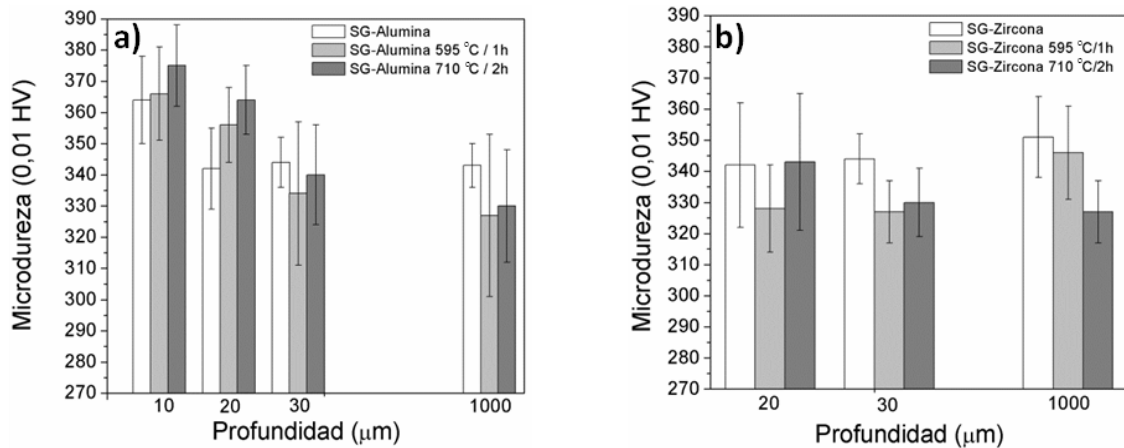 a)
SG-Alumina
SG-Alumina 595 °C / 1h
SG-Alumina 710 °C / 2h
Microdureza (0,01 HV)
390
380
370
360
350
340
330
320
310
300
290
280
270
10 20 30 1000
Profundidad (μm)
b)
SG-Zircona
SG-Zircona 595 °C/1h
SG-Zircona 710 °C/2h
Microdureza (0,01 HV)
390
380
370
360
350
340
330
320
310
300
290
280
270
20 30 1000
Profundidad (μm)